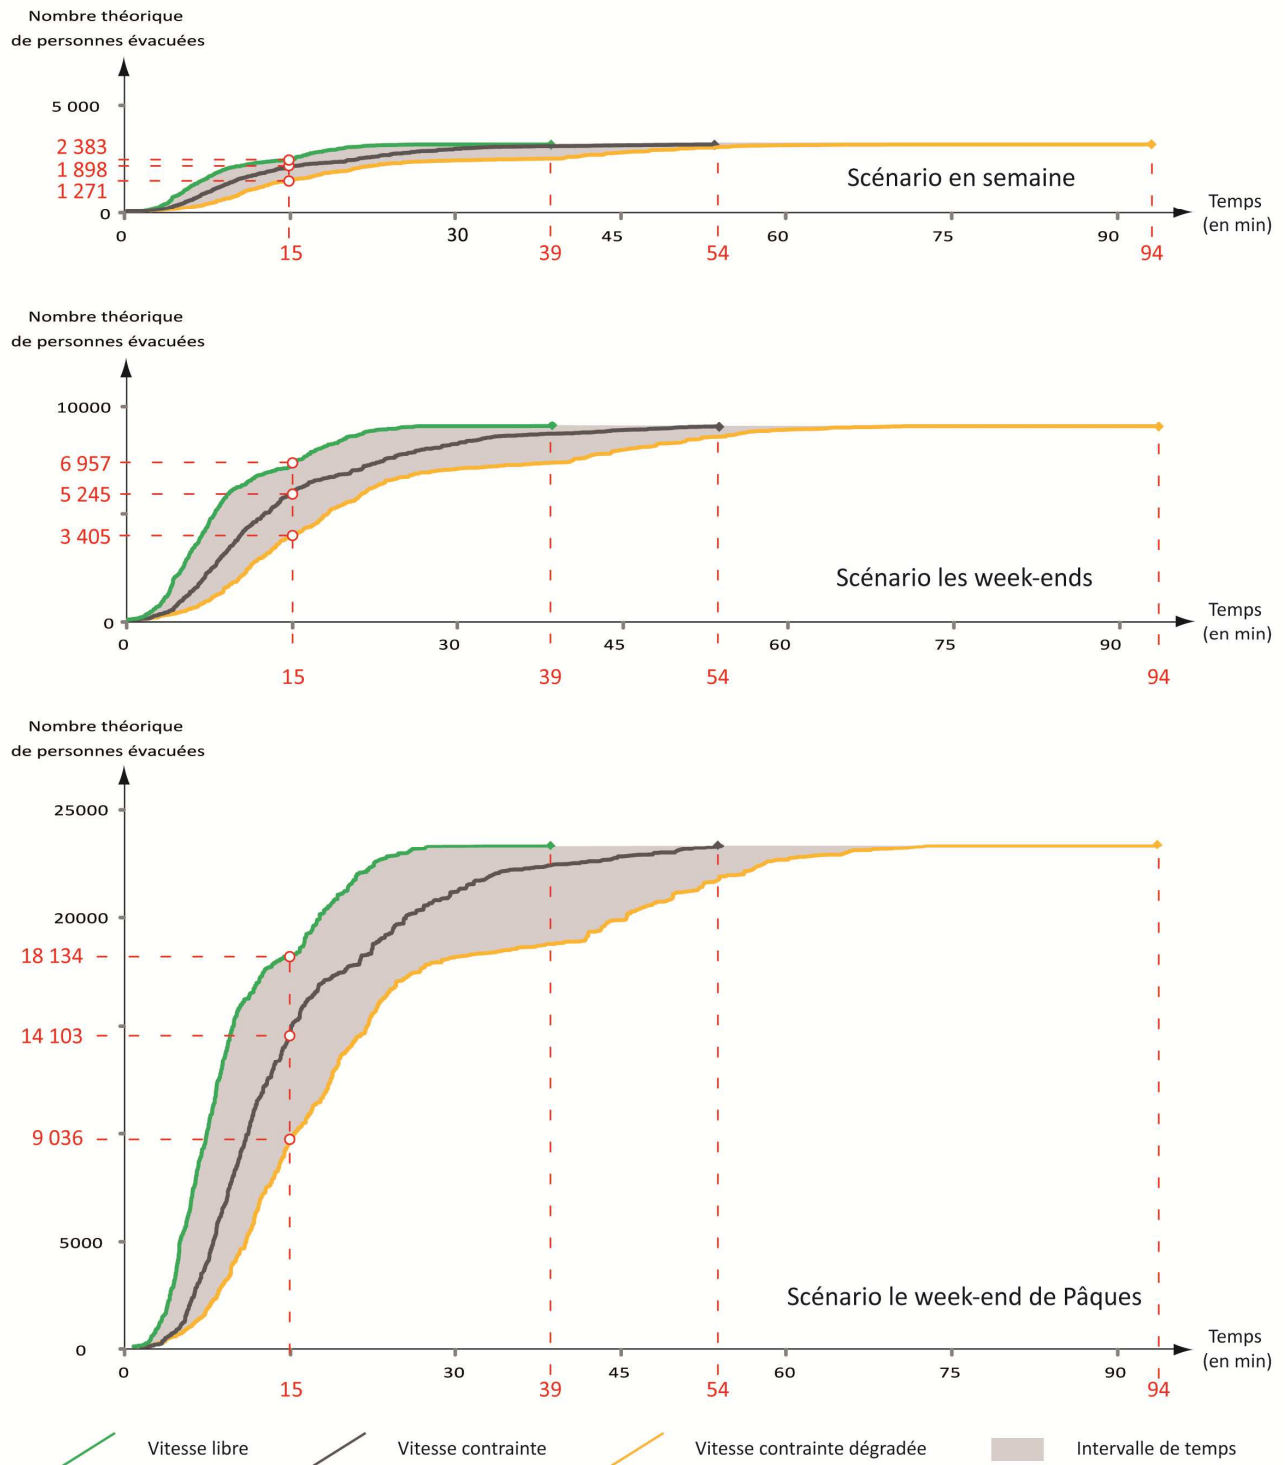 Nombre théorique
de personnes évacuées
5 000
2 383
1 898
1 271
0
Scénario en semaine
Temps
(en min)
0
15
30
39
45
54
60
75
90
94
Nombre théorique
de personnes évacuées
10000
6 957
5 245
3 405
0
Scénario les week-ends
Temps
(en min)
0
15
30
39
45
54
60
75
90
94
Nombre théorique
de personnes évacuées
25000
20000
18 134
14 103
9 036
5000
0
Scénario le week-end de Pâques
Temps
(en min)
0
15
30
39
45
54
60
75
90
94
Vitesse libre
Vitesse contrainte
Vitesse contrainte dégradée
Intervalle de temps